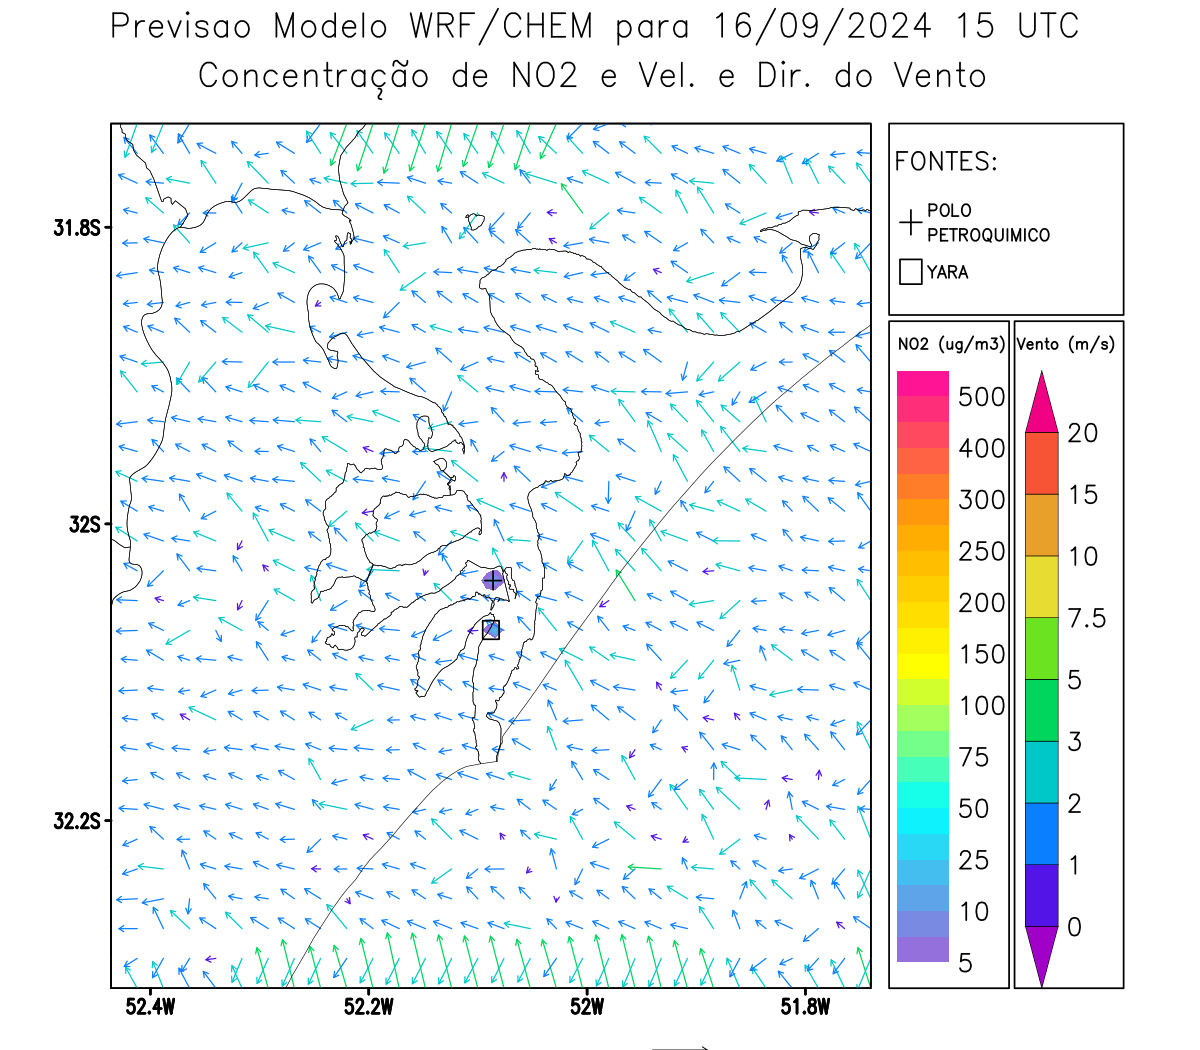 Previsao Modelo WRF/CHEM para 16/09/2024 15 UTC
Concentração de NO2 e Vel. e Dir. do Vento
FONTES:
POLO
PETROQUIMICO
YARA
NO2 (ug/m3)
500
400
300
250
200
150
100
75
50
25
10
5
Vento (m/s)
20
15
10
7.5
5
3
2
1
0
31.8S
32S
32.2S
52.4W
52.2W
52W
51.8W